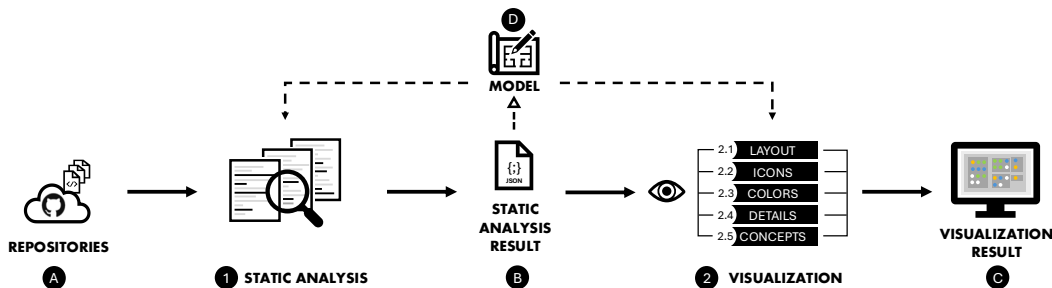 D
MODEL
</>
REPOSITORIES
A
1 STATIC ANALYSIS
{;}
JSON
STATIC
ANALYSIS
RESULT
B
2.1 LAYOUT
2.2 ICONS
2.3 COLORS
2.4 DETAILS
2.5 CONCEPTS
2 VISUALIZATION
VISUALIZATION
RESULT
C